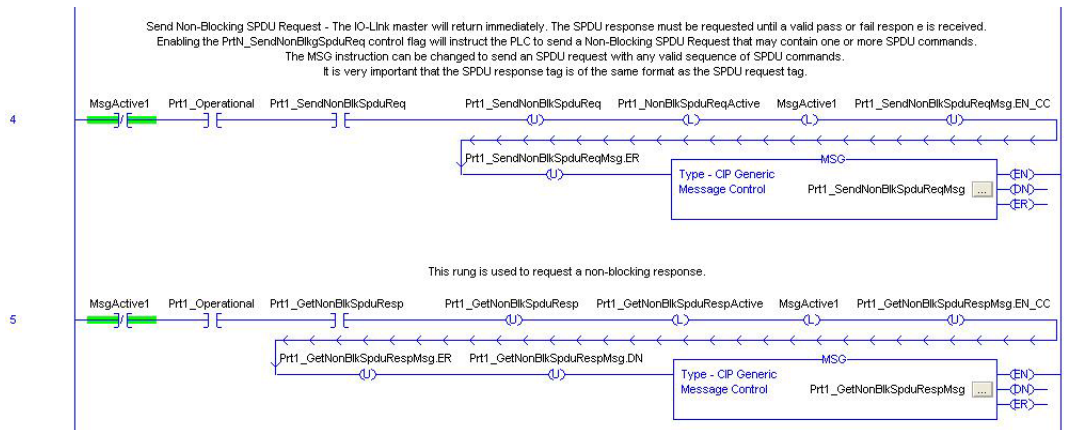 Send Non-Blocking SPDU Request - The IO-LInk master will return immediately. The SPDU response must be requested until a valid pass or fail respon e is received.
Enabling the PrtN_SendNonBlkgSpduReq control flag will instruct the PLC to send a Non-Blocking SPDU Request that may contain one or more SPDU commands.
The MSG instruction can be changed to send an SPDU request with any valid sequence of SPDU commands.
It is very important that the SPDU response tag is of the same format as the SPDU request tag.
MsgActive1 Prt1_Operational Prt1_SendNonBlkSpduReq Prt1_SendNonBlkSpduReq Prt1_NonBlkSpduReqActive MsgActive1 Prt1_SendNonBlkSpduReqMsg.EN_CC
4 U L L U
Prt1_SendNonBlkSpduReqMsg.ER MSG
U Type - CIP Generic EN
Message Control Prt1_SendNonBlkSpduReqMsg ... DN
ER
This rung is used to request a non-blocking response.
MsgActive1 Prt1_Operational Prt1_GetNonBlkSpduResp Prt1_GetNonBlkSpduResp Prt1_GetNonBlkSpduRespActive MsgActive1 Prt1_GetNonBlkSpduRespMsg.EN_CC
5 U L L U
Prt1_GetNonBlkSpduRespMsg.ER Prt1_GetNonBlkSpduRespMsg.DN MSG
U U Type - CIP Generic EN
Message Control Prt1_GetNonBlkSpduRespMsg ... DN
ER